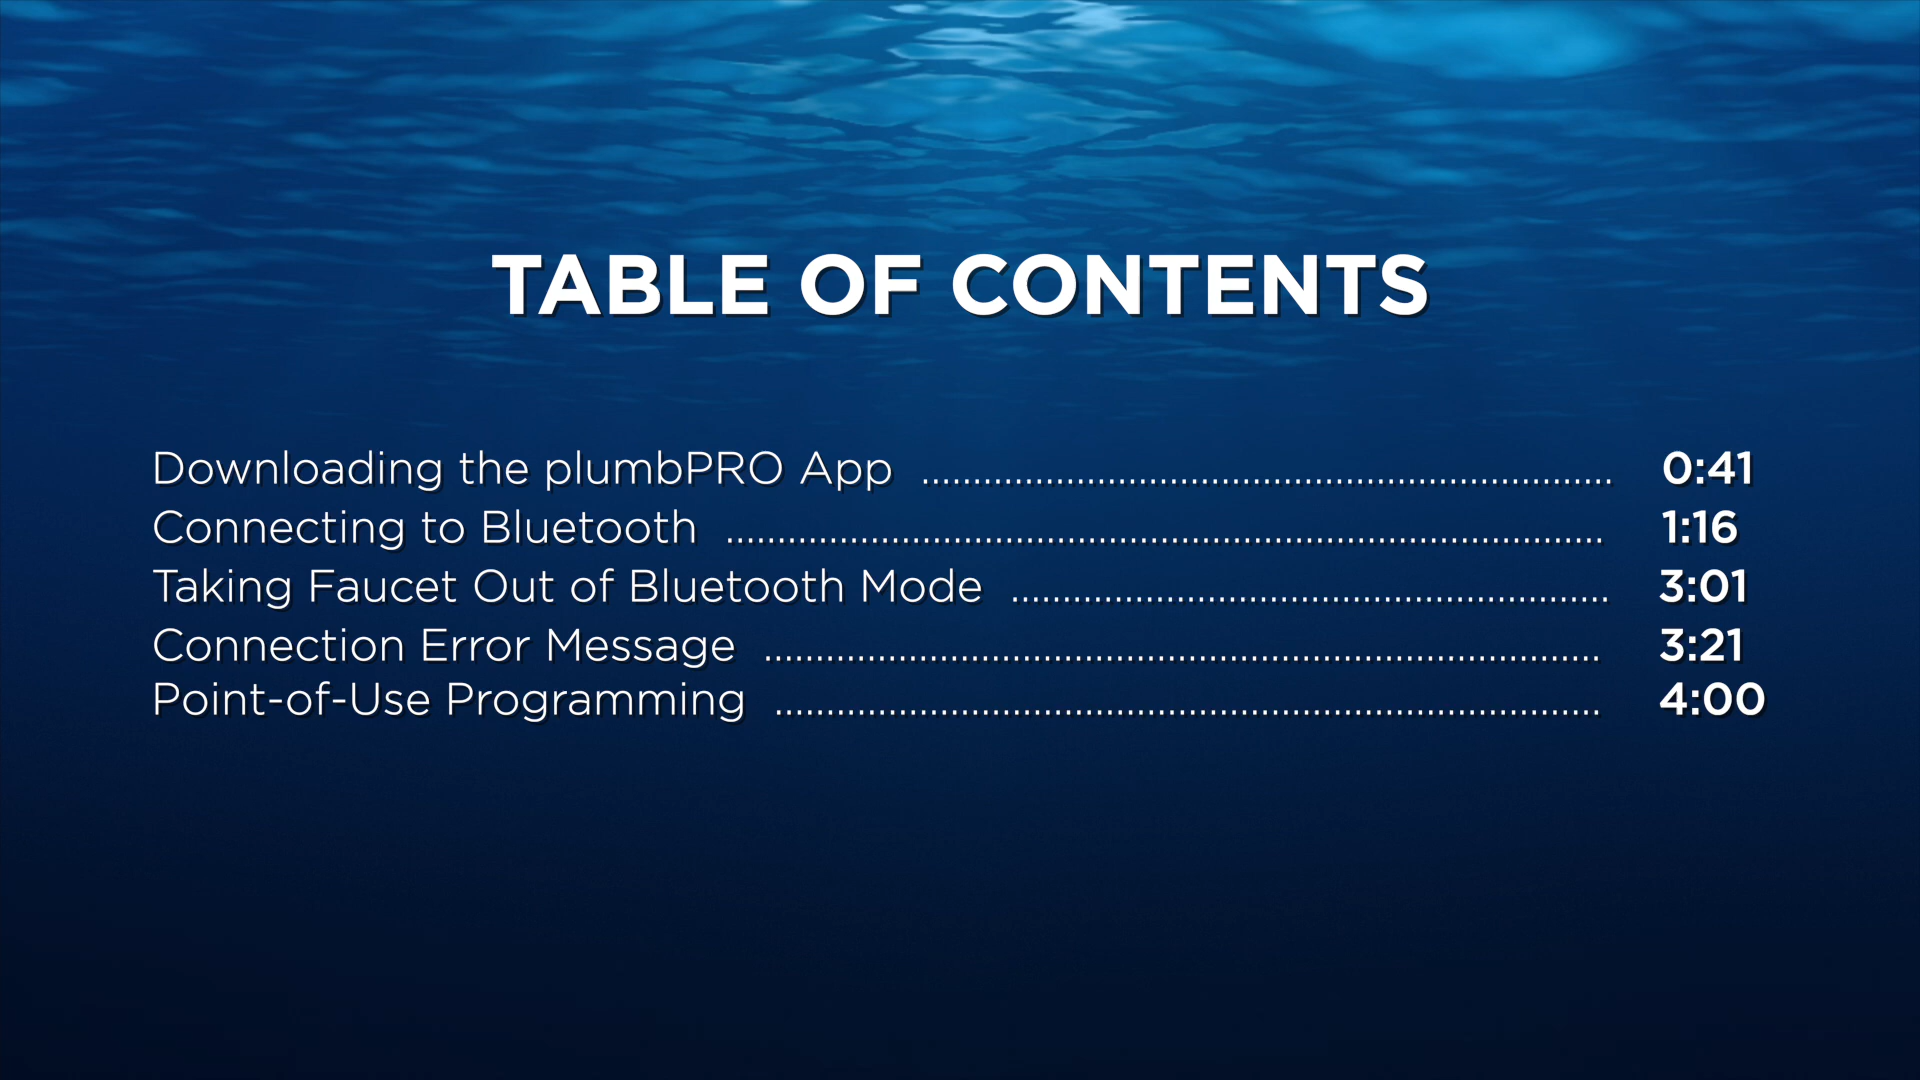 TABLE OF CONTENTS
Downloading the plumbPRO App ................................................................... 0:41
Connecting to Bluetooth ..................................................................................... 1:16
Taking Faucet Out of Bluetooth Mode .......................................................... 3:01
Connection Error Message ................................................................................. 3:21
Point-of-Use Programming ................................................................................ 4:00